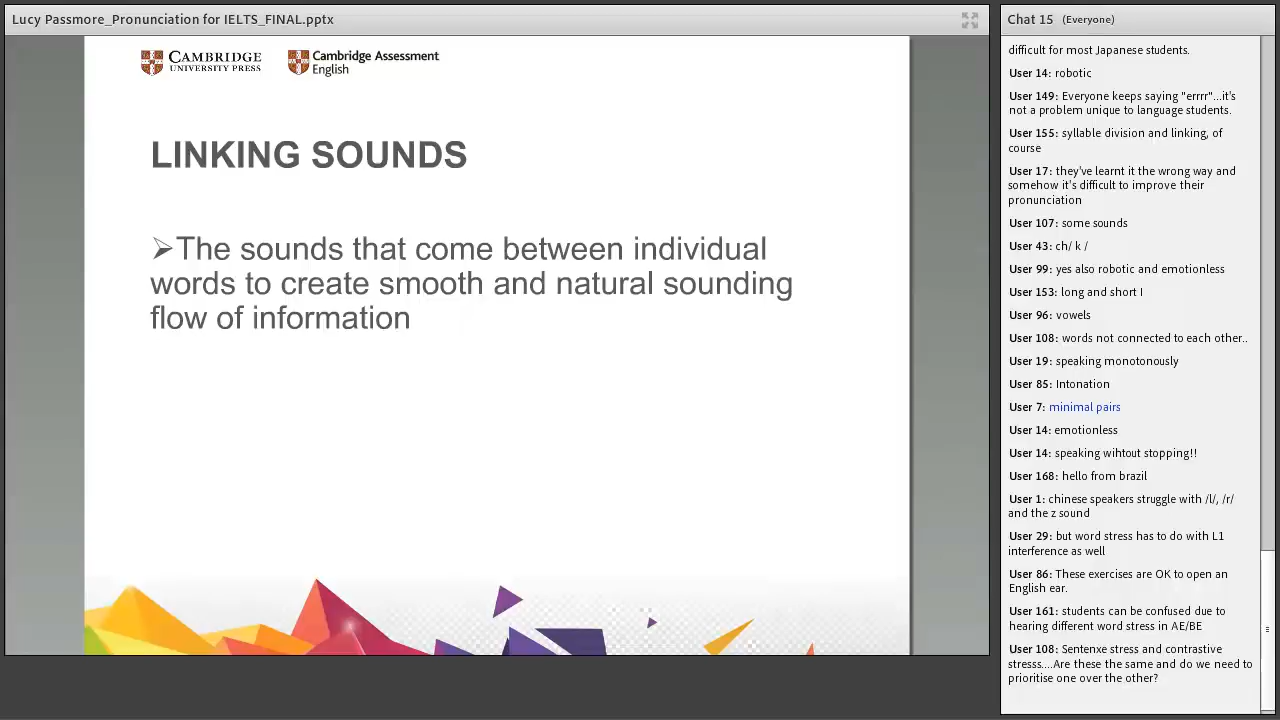 Lucy Passmore_Pronunciation for IELTS_FINAL.pptx
CAMBRIDGE
UNIVERSITY PRESS
Cambridge Assessment
English
LINKING SOUNDS
➢The sounds that come between individual
words to create smooth and natural sounding
flow of information
Chat 15 (Everyone)
difficult for most Japanese students.
User 14: robotic
User 149: Everyone keeps saying "errrr"...it's
not a problem unique to language students.
User 155: syllable division and linking, of
course
User 17: they've learnt it the wrong way and
somehow it's difficult to improve their
pronunciation
User 107: some sounds
User 43: ch/ k /
User 99: yes also robotic and emotionless
User 153: long and short I
User 96: vowels
User 108: words not connected to each other..
User 19: speaking monotonously
User 85: Intonation
User 7: minimal pairs
User 14: emotionless
User 14: speaking wihtout stopping!!
User 168: hello from brazil
User 1: chinese speakers struggle with /l/, /r/
and the z sound
User 29: but word stress has to do with L1
interference as well
User 86: These exercises are OK to open an
English ear.
User 161: students can be confused due to
hearing different word stress in AE/BE
User 108: Sentenxe stress and contrastive
stresss....Are these the same and do we need to
prioritise one over the other?